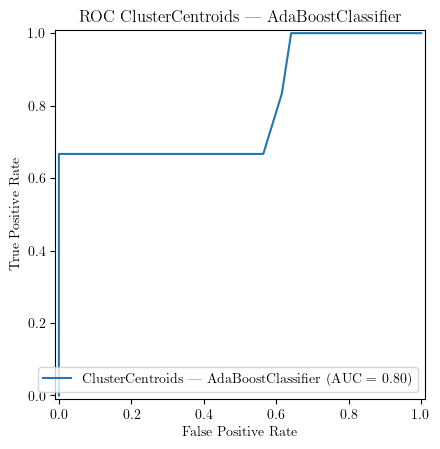 ROC ClusterCentroids — AdaBoostClassifier
1.0
0.8
0.6
0.4
0.2
0.0
True Positive Rate
ClusterCentroids — AdaBoostClassifier (AUC = 0.80)
0.0 0.2 0.4 0.6 0.8 1.0
False Positive Rate